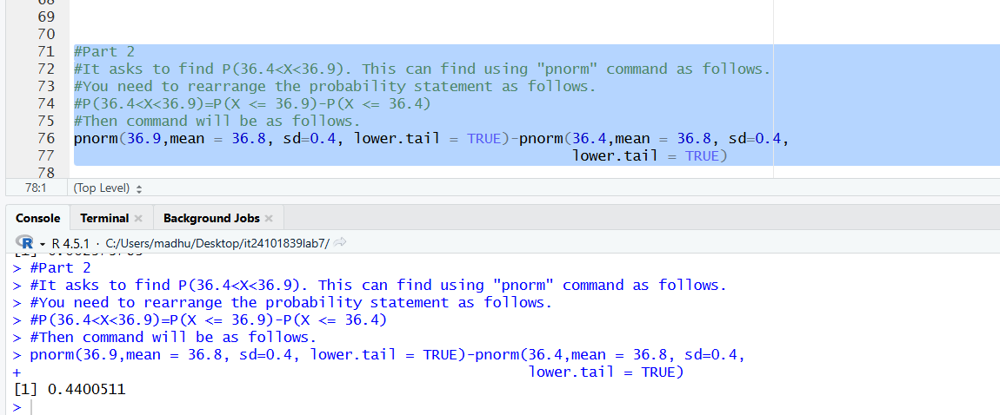 68
69
70
71 #Part 2
72 #It asks to find P(36.4<X<36.9). This can find using "pnorm" command as follows.
73 #You need to rearrange the probability statement as follows.
74 #P(36.4<X<36.9)=P(X <= 36.9)-P(X <= 36.4)
75 #Then command will be as follows.
76 pnorm(36.9,mean = 36.8, sd=0.4, lower.tail = TRUE)-pnorm(36.4,mean = 36.8, sd=0.4,
77 lower.tail = TRUE)
78
78:1 (Top Level)
Console Terminal Background Jobs
R R 4.5.1 · C:/Users/madhu/Desktop/it24101839lab7/
> #Part 2
> #It asks to find P(36.4<X<36.9). This can find using "pnorm" command as follows.
> #You need to rearrange the probability statement as follows.
> #P(36.4<X<36.9)=P(X <= 36.9)-P(X <= 36.4)
> #Then command will be as follows.
> pnorm(36.9,mean = 36.8, sd=0.4, lower.tail = TRUE)-pnorm(36.4,mean = 36.8, sd=0.4,
+ lower.tail = TRUE)
[1] 0.4400511
>